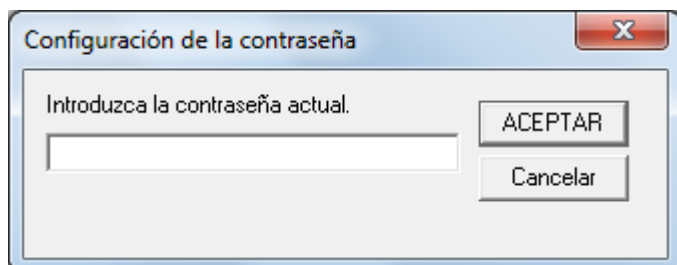 Configuración de la contraseña
Introduzca la contraseña actual.
ACEPTAR
Cancelar